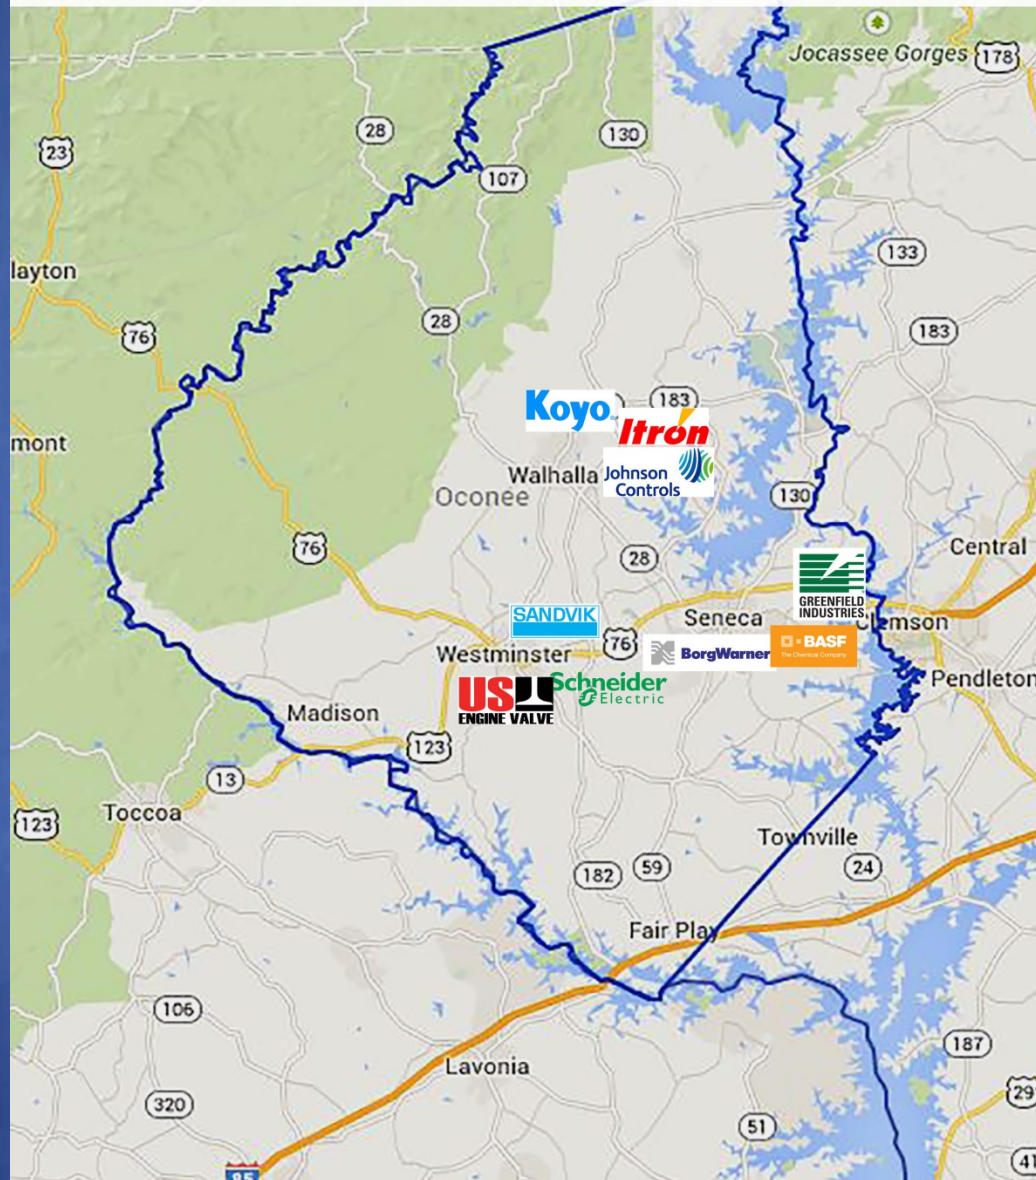 Jocassee Gorges
178
28
130
23
107
layton
133
28
76
183
Koyo
183
Itron
mont
Walhalla
Johnson
Controls
Oconee
130
76
28
Central
GREENFIELD
INDUSTRIES
SANDVIK
Seneca
Clemson
Westminster
76
BorgWarner
BASF
The Chemical Company
Schneider
Electric
Pendleton
US
ENGINE VALVE
Madison
123
13
Toccoa
123
Townville
182
59
24
Fair Play
106
187
Lavonia
29
320
51
41
85